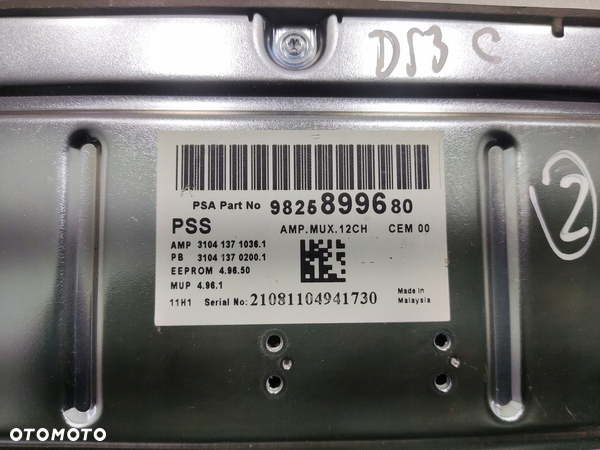 DS3 C
PSA Part No 9825899680
PSS AMP.MUX.12CH CEM 00
AMP 3104 137 1036.1
PB 3104 137 0200.1
EEPROM 4.96.50
MUP 4.96.1
11H1 Serial No: 21081104941730 Made in Malaysia
2
OTOMOTO